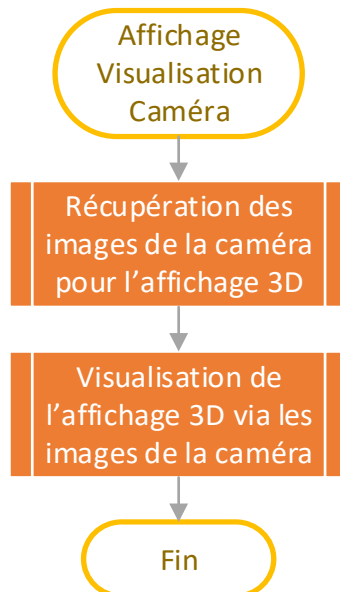 Affichage
Visualisation
Caméra
Récupération des
images de la caméra
pour l’affichage 3D
Visualisation de
l’affichage 3D via les
images de la caméra
Fin